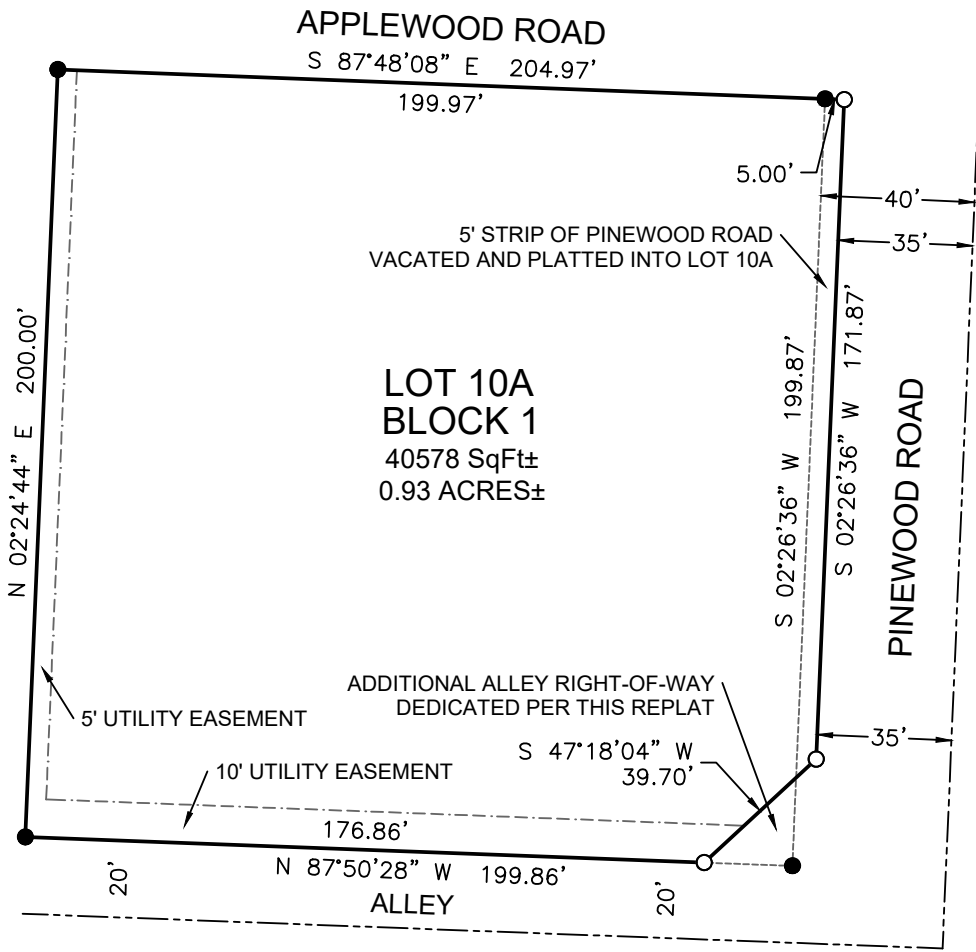 APPLEWOOD ROAD
S 87°48'08" E 204.97'
199.97'
5.00'
40'
35'
5' STRIP OF PINEWOOD ROAD
VACATED AND PLATTED INTO LOT 10A
N 02°24'44" E 200.00'
LOT 10A
BLOCK 1
40578 SqFt±
0.93 ACRES±
S 02°26'36" W 199.87'
S 02°26'36" W 171.87'
PINEWOOD ROAD
ADDITIONAL ALLEY RIGHT-OF-WAY
DEDICATED PER THIS REPLAT
5' UTILITY EASEMENT
S 47°18'04" W
39.70'
35'
10' UTILITY EASEMENT
176.86'
N 87°50'28" W 199.86'
20'
20'
ALLEY